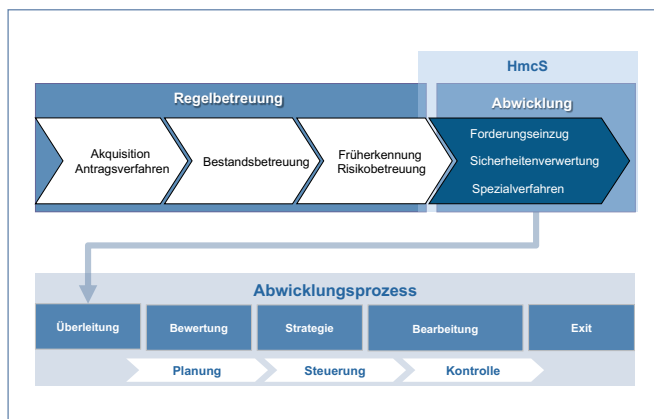 HmcS
Regelbetreuung
Abwicklung
Akquisition
Antragsverfahren
Bestandsbetreuung
Früherkennung
Risikobetreuung
Forderungseinzug
Sicherheitenverwertung
Spezialverfahren
Abwicklungsprozess
Überleitung
Bewertung
Strategie
Bearbeitung
Exit
Planung
Steuerung
Kontrolle